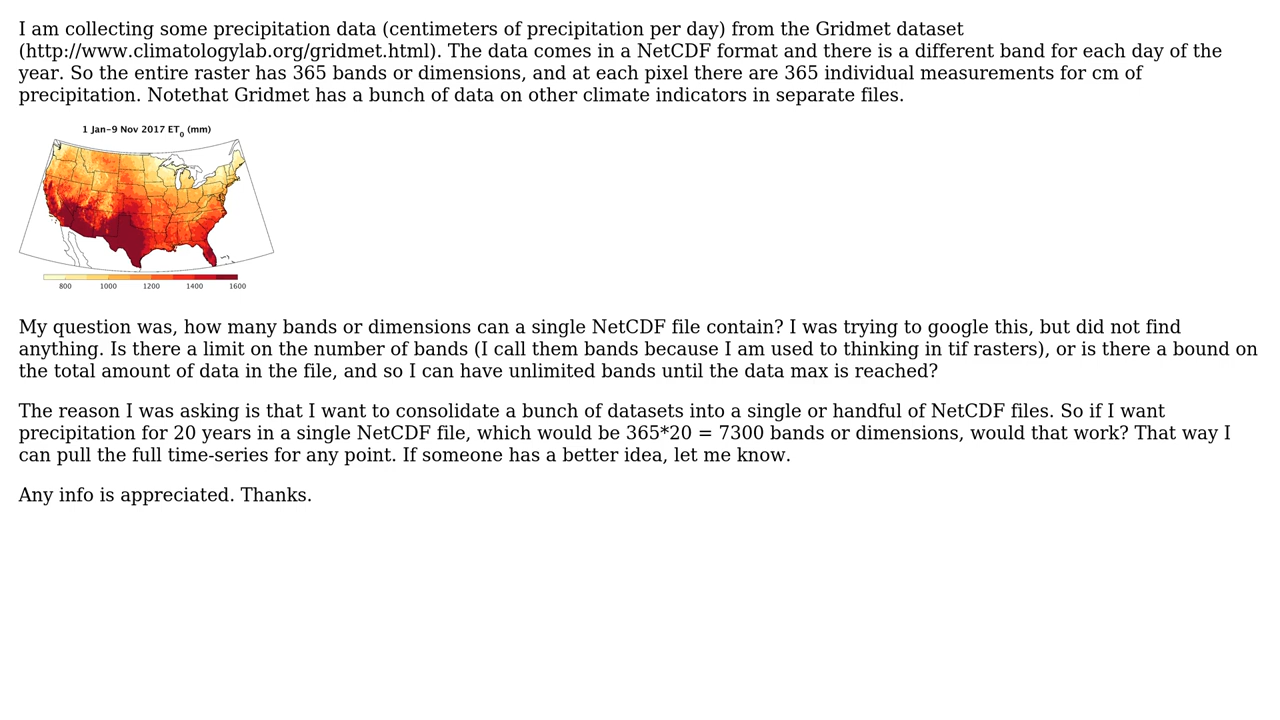 I am collecting some precipitation data (centimeters of precipitation per day) from the Gridmet dataset
(http://www.climatologylab.org/gridmet.html). The data comes in a NetCDF format and there is a different band for each day of the
year. So the entire raster has 365 bands or dimensions, and at each pixel there are 365 individual measurements for cm of
precipitation. Notethat Gridmet has a bunch of data on other climate indicators in separate files.
1 Jan-9 Nov 2017 ET0 (mm)
800 1000 1200 1400 1600
My question was, how many bands or dimensions can a single NetCDF file contain? I was trying to google this, but did not find
anything. Is there a limit on the number of bands (I call them bands because I am used to thinking in tif rasters), or is there a bound on
the total amount of data in the file, and so I can have unlimited bands until the data max is reached?
The reason I was asking is that I want to consolidate a bunch of datasets into a single or handful of NetCDF files. So if I want
precipitation for 20 years in a single NetCDF file, which would be 365*20 = 7300 bands or dimensions, would that work? That way I
can pull the full time-series for any point. If someone has a better idea, let me know.
Any info is appreciated. Thanks.